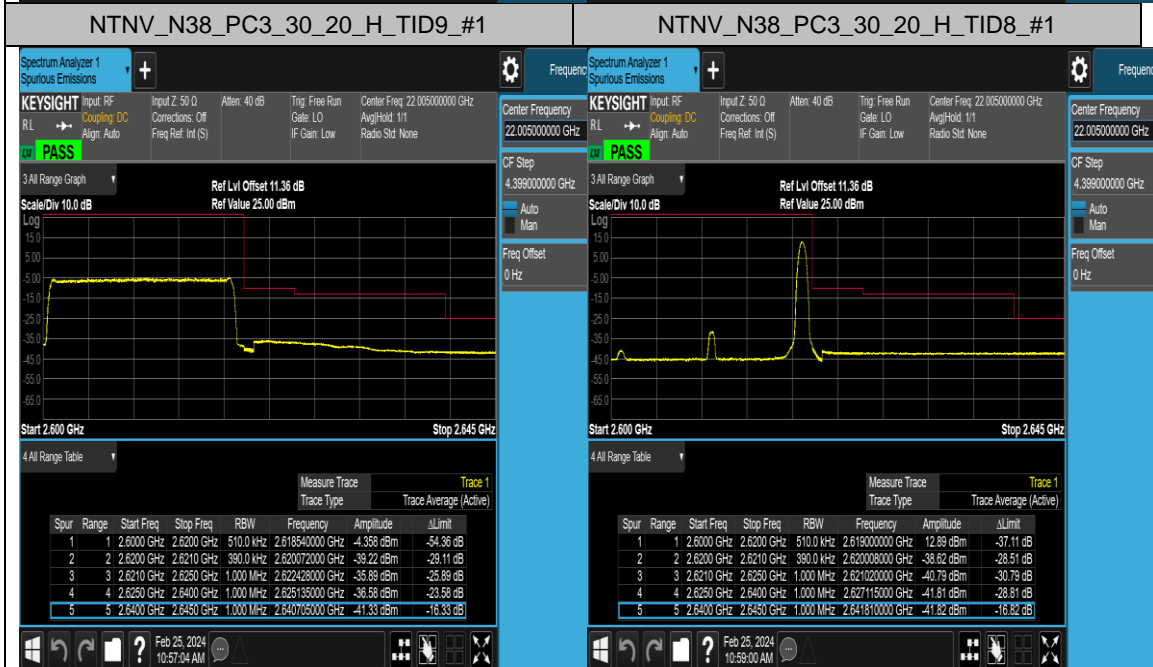 NTNV_N38_PC3_30_20_H_TID9_#1
NTNV_N38_PC3_30_20_H_TID8_#1
Spectrum Analyzer 1
Spurious Emissions
+
Frequenc
KEYSIGHT Input: RF Input Z: 50 Ω Atten: 40 dB Trig: Free Run Center Freq: 22.005000000 GHz
RL Coupling: DC Corrections: Off Gate: LO Avg|Hold: 1/1
Align: Auto Freq Ref: Int (S) IF Gain: Low Radio Std: None
PASS
Center Frequency
22.005000000 GHz
CF Step
4.399000000 GHz
Auto
Man
Freq Offset
0 Hz
3 All Range Graph
Ref Lvl Offset 11.36 dB
Scale/Div 10.0 dB Ref Value 25.00 dBm
Log
15.0
5.00
-5.00
-15.0
-25.0
-35.0
-45.0
-55.0
-65.0
Start 2.600 GHz Stop 2.645 GHz
4 All Range Table
Measure Trace Trace 1
Trace Type Trace Average (Active)
Spur Range Start Freq Stop Freq RBW Frequency Amplitude ΔLimit
1 1 2.6000 GHz 2.6200 GHz 510.0 kHz 2.618540000 GHz -4.358 dBm -54.36 dB
2 2 2.6200 GHz 2.6210 GHz 390.0 kHz 2.620072000 GHz -39.22 dBm -29.11 dB
3 3 2.6210 GHz 2.6250 GHz 1.000 MHz 2.622428000 GHz -35.89 dBm -25.89 dB
4 4 2.6250 GHz 2.6400 GHz 1.000 MHz 2.625135000 GHz -36.58 dBm -23.58 dB
5 5 2.6400 GHz 2.6450 GHz 1.000 MHz 2.640705000 GHz -41.33 dBm -16.33 dB
? Feb 25, 2024
10:57:04 AM
Spectrum Analyzer 1
Spurious Emissions
+
Frequenc
KEYSIGHT Input: RF Input Z: 50 Ω Atten: 40 dB Trig: Free Run Center Freq: 22.005000000 GHz
RL Coupling: DC Corrections: Off Gate: LO Avg|Hold: 1/1
Align: Auto Freq Ref: Int (S) IF Gain: Low Radio Std: None
PASS
Center Frequency
22.005000000 GHz
CF Step
4.399000000 GHz
Auto
Man
Freq Offset
0 Hz
3 All Range Graph
Ref Lvl Offset 11.36 dB
Scale/Div 10.0 dB Ref Value 25.00 dBm
Log
15.0
5.00
-5.00
-15.0
-25.0
-35.0
-45.0
-55.0
-65.0
Start 2.600 GHz Stop 2.645 GHz
4 All Range Table
Measure Trace Trace 1
Trace Type Trace Average (Active)
Spur Range Start Freq Stop Freq RBW Frequency Amplitude ΔLimit
1 1 2.6000 GHz 2.6200 GHz 510.0 kHz 2.619000000 GHz 12.89 dBm -37.11 dB
2 2 2.6200 GHz 2.6210 GHz 390.0 kHz 2.620008000 GHz -38.62 dBm -28.51 dB
3 3 2.6210 GHz 2.6250 GHz 1.000 MHz 2.621020000 GHz -40.79 dBm -30.79 dB
4 4 2.6250 GHz 2.6400 GHz 1.000 MHz 2.627115000 GHz -41.81 dBm -28.81 dB
5 5 2.6400 GHz 2.6450 GHz 1.000 MHz 2.641810000 GHz -41.82 dBm -16.82 dB
? Feb 25, 2024
10:59:00 AM